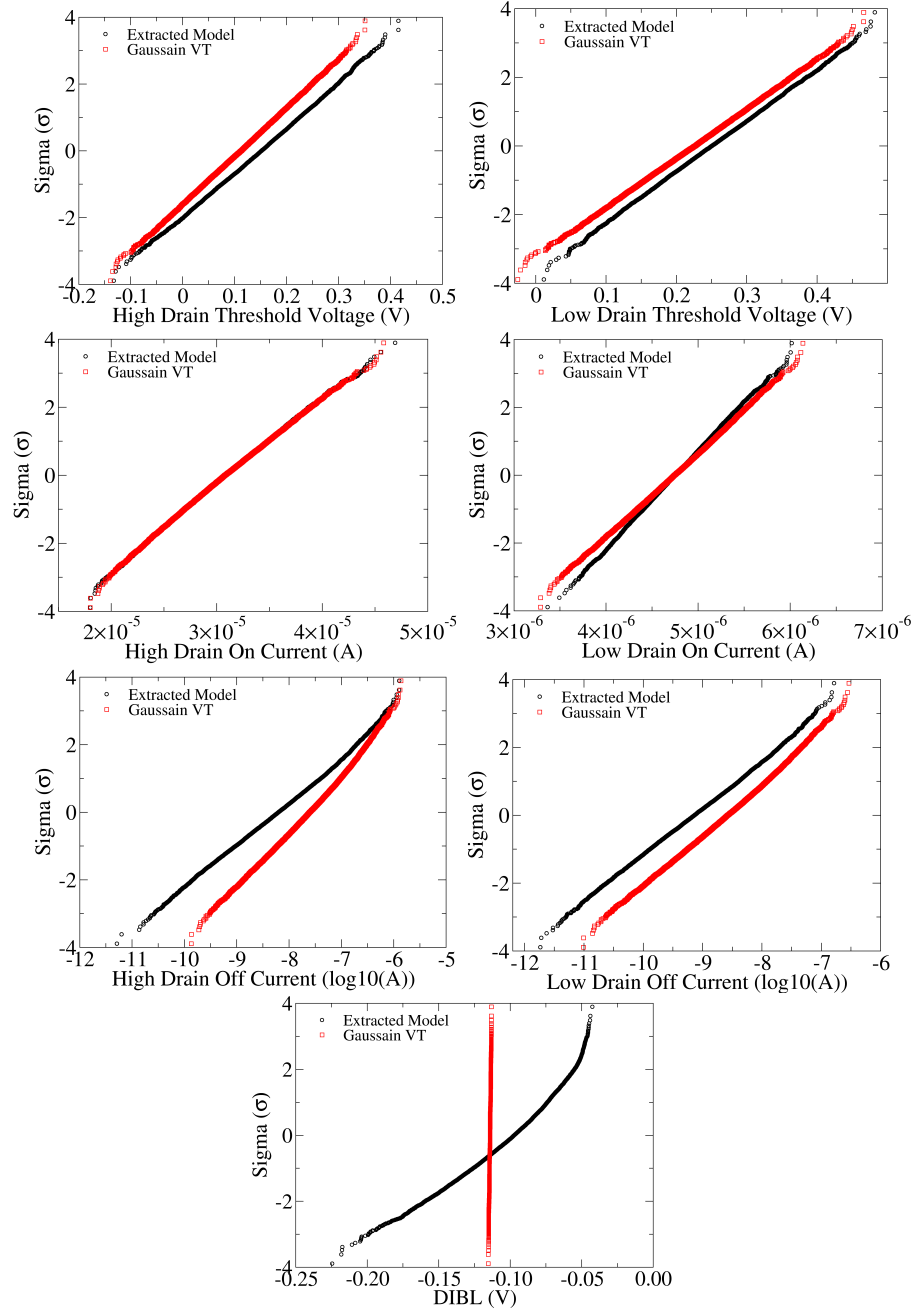 Extracted Model
Gaussain VT
4
2
0
-2
-4
Sigma (σ)
-0.2 -0.1 0 0.1 0.2 0.3 0.4 0.5
High Drain Threshold Voltage (V)
Extracted Model
Gaussain VT
4
2
0
-2
-4
Sigma (σ)
0 0.2 0.4
Low Drain Threshold Voltage (V)
Extracted Model
Gaussain VT
4
2
0
-2
-4
Sigma (σ)
2×10⁻⁵ 3×10⁻⁵ 4×10⁻⁵ 5×10⁻⁵
High Drain On Current (A)
Extracted Model
Gaussain VT
4
2
0
-2
-4
Sigma (σ)
3×10⁻⁶ 4×10⁻⁶ 5×10⁻⁶ 6×10⁻⁶ 7×10⁻⁶
Low Drain On Current (A)
Extracted Model
Gaussain VT
4
2
0
-2
-4
Sigma (σ)
-12 -11 -10 -9 -8 -7 -6 -5
High Drain Off Current (log10(A))
Extracted Model
Gaussain VT
4
2
0
-2
-4
Sigma (σ)
-12 -11 -10 -9 -8 -7 -6
Low Drain Off Current (log10(A))
Extracted Model
Gaussain VT
4
2
0
-2
-4
Sigma (σ)
-0.25 -0.20 -0.15 -0.10 -0.05 0.00
DIBL (V)